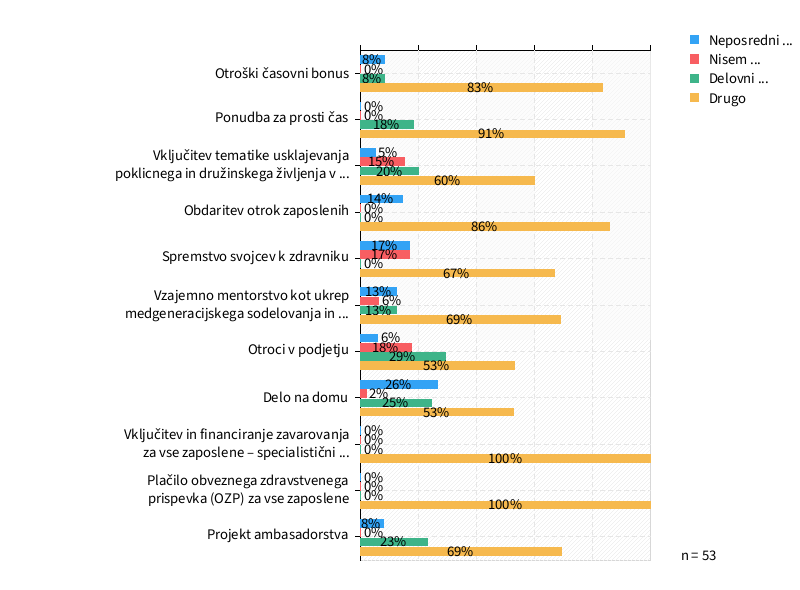 Neposredni ...
Nisem ...
Delovni ...
Drugo
Otroški časovni bonus
8%
0%
8%
83%
Ponudba za prosti čas
0%
0%
18%
91%
Vključitev tematike usklajevanja
poklicnega in družinskega življenja v ...
5%
15%
20%
60%
Obdaritev otrok zaposlenih
14%
0%
0%
86%
Spremstvo svojcev k zdravniku
17%
17%
0%
67%
Vzajemno mentorstvo kot ukrep
medgeneracijskega sodelovanja in ...
13%
6%
13%
69%
Otroci v podjetju
6%
18%
29%
53%
Delo na domu
26%
2%
25%
53%
Vključitev in financiranje zavarovanja
za vse zaposlene – specialistični ...
0%
0%
0%
100%
Plačilo obveznega zdravstvenega
prispevka (OZP) za vse zaposlene
0%
0%
0%
100%
Projekt ambasadorstva
8%
0%
23%
69%
n = 53